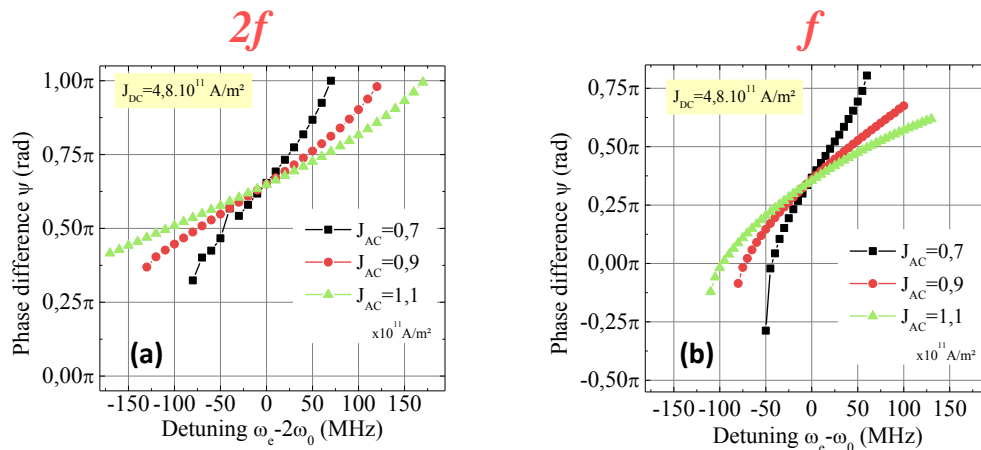 2f
J_DC=4,8.10^11 A/m²
1,00π
0,75π
0,50π
0,25π
0,00π
Phase difference ψ (rad)
J_AC=0,7
J_AC=0,9
J_AC=1,1
x10^11 A/m²
(a)
-150 -100 -50 0 50 100 150
Detuning ω_e-2ω_0 (MHz)
f
J_DC=4,8.10^11 A/m²
0,75π
0,50π
0,25π
0,00π
-0,25π
-0,50π
Phase difference ψ (rad)
J_AC=0,7
J_AC=0,9
J_AC=1,1
x10^11 A/m²
(b)
-150 -100 -50 0 50 100 150
Detuning ω_e-ω_0 (MHz)